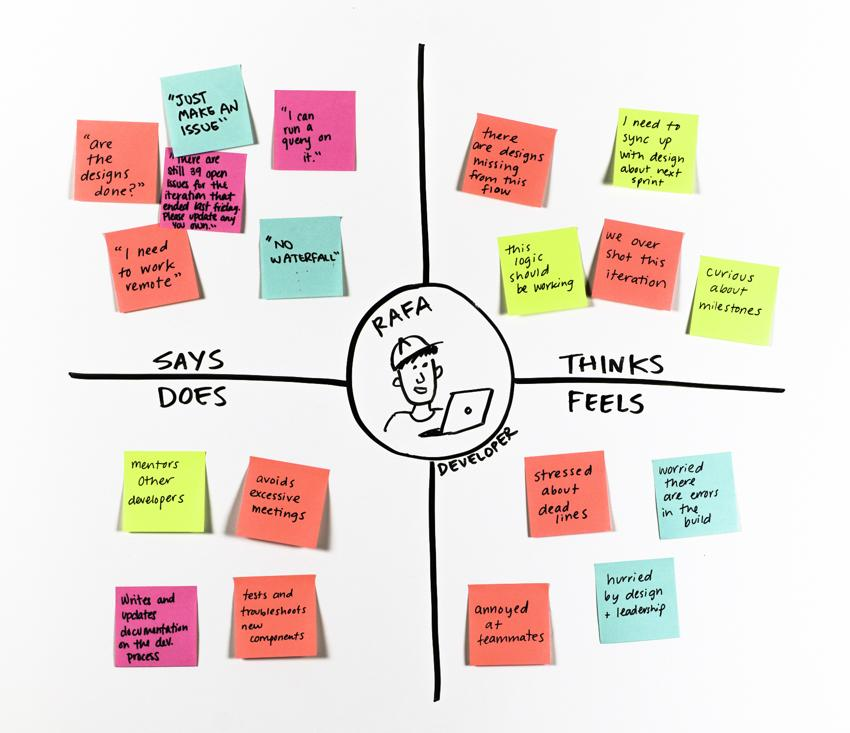 "JUST
MAKE AN
ISSUE"
"I can
run a
query on
it."
"are
the
designs
done?"
"There are
still 39 open
issues for the
iteration that
ended last friday.
Please update any
you own."
"I need
to work
remote"
"NO
WATERFALL"
SAYS
there
are designs
missing
from this
flow
I need to
sync up
with design
about next
sprint
this
logic
should
be working
we over
shot this
iteration
curious
about
milestones
THINKS
RAFA
DEVELOPER
DOES
mentors
other
developers
avoids
excessive
meetings
Writes and
updates
documentation
on the dev.
process
tests and
troubleshoots
new
components
FEELS
stressed
about
dead
lines
worried
there
are errors
in the
build
annoyed
at
teammates
hurried
by design
+ leadership